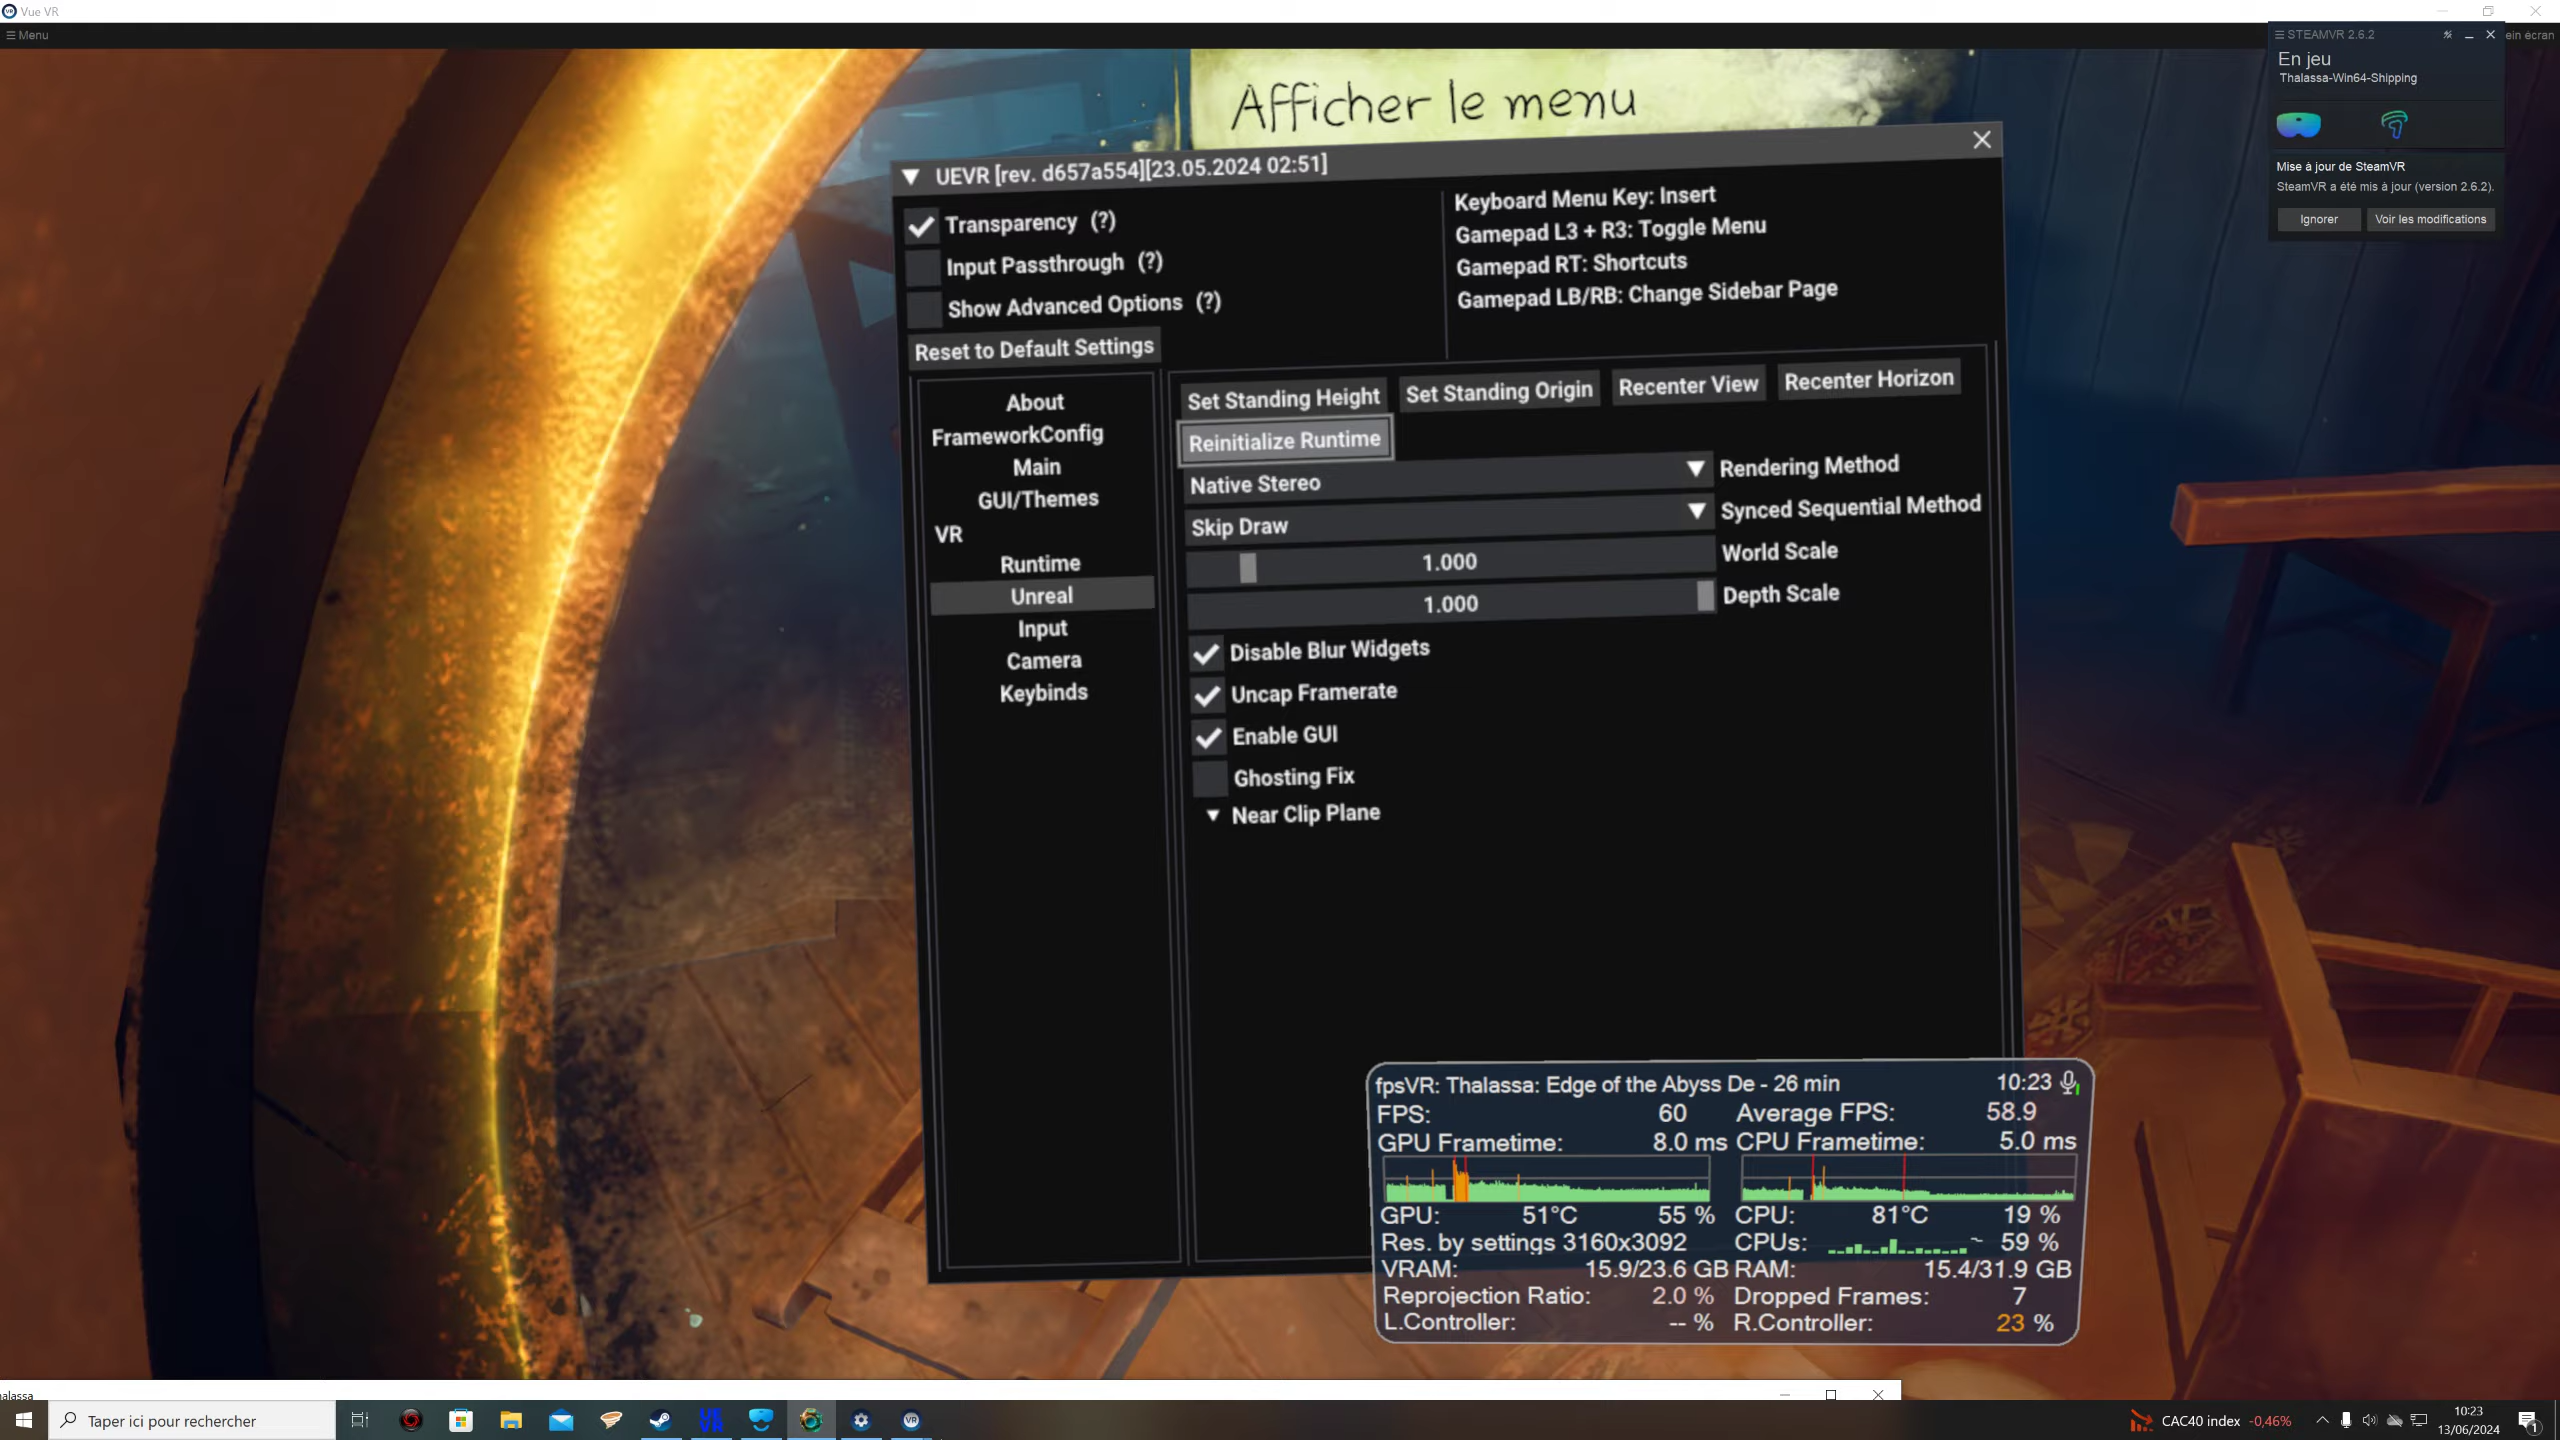 Vue VR
☰ Menu
ein écran
☰ STEAMVR 2.6.2
En jeu
Thalassa-Win64-Shipping
Mise à jour de SteamVR
SteamVR a été mis à jour (version 2.6.2).
Ignorer
Voir les modifications
Afficher le menu
UEVR [rev. d657a554][23.05.2024 02:51]
Transparency (?)
Input Passthrough (?)
Show Advanced Options (?)
Reset to Default Settings
Keyboard Menu Key: Insert
Gamepad L3 + R3: Toggle Menu
Gamepad RT: Shortcuts
Gamepad LB/RB: Change Sidebar Page
About
FrameworkConfig
Main
GUI/Themes
VR
Runtime
Unreal
Input
Camera
Keybinds
Set Standing Height Set Standing Origin Recenter View Recenter Horizon
Reinitialize Runtime
Native Stereo Rendering Method
Skip Draw Synced Sequential Method
1.000 World Scale
1.000 Depth Scale
Disable Blur Widgets
Uncap Framerate
Enable GUI
Ghosting Fix
Near Clip Plane
fpsVR: Thalassa: Edge of the Abyss De - 26 min 10:23
FPS: 60 Average FPS: 58.9
GPU Frametime: 8.0 ms CPU Frametime: 5.0 ms
GPU: 51°C 55 % CPU: 81°C 19 %
Res. by settings 3160x3092 CPUs: ~ 59 %
VRAM: 15.9/23.6 GB RAM: 15.4/31.9 GB
Reprojection Ratio: 2.0 % Dropped Frames: 7
L.Controller: -- % R.Controller: 23 %
alassa
Taper ici pour rechercher
UE
VR
VR
CAC40 index -0,46%
10:23
13/06/2024
1